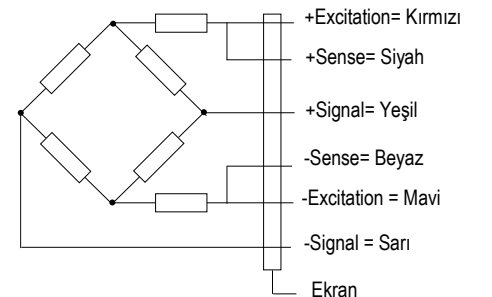 +Excitation= Kırmızı
+Sense= Siyah
+Signal= Yeşil
-Sense= Beyaz
-Excitation = Mavi
-Signal = Sarı
Ekran